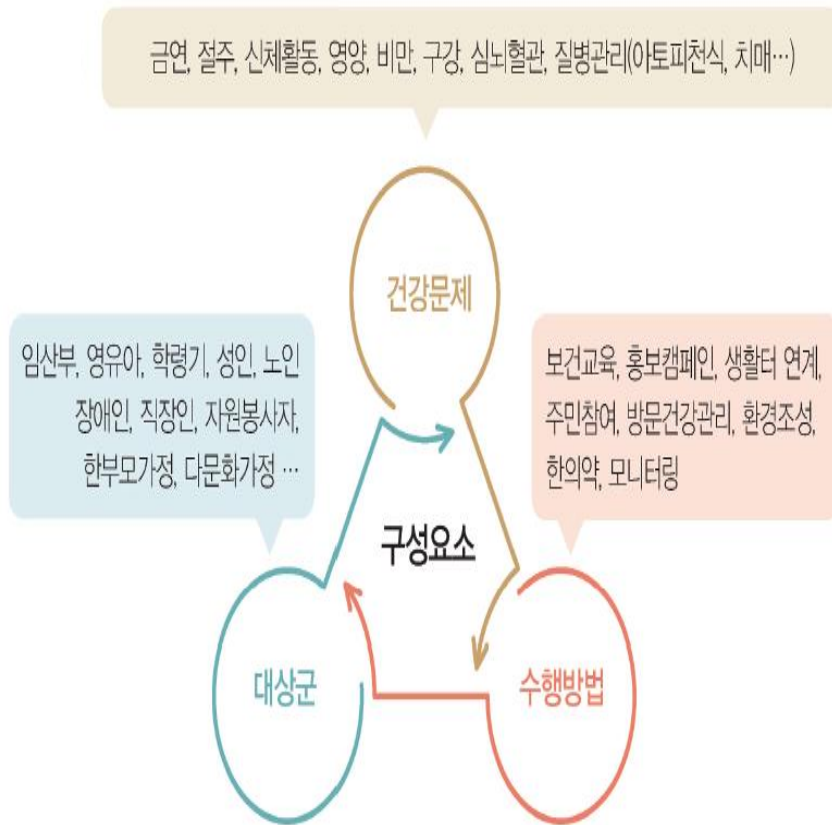 금연, 절주, 신체활동, 영양, 비만, 구강, 심뇌혈관, 질병관리(아토피천식, 치매…)
건강문제
임산부, 영유아, 학령기, 성인, 노인
장애인, 직장인, 자원봉사자,
한부모가정, 다문화가정 …
보건교육, 홍보캠페인, 생활터 연계,
주민참여, 방문건강관리, 환경조성,
한의약, 모니터링
구성요소
대상군
수행방법